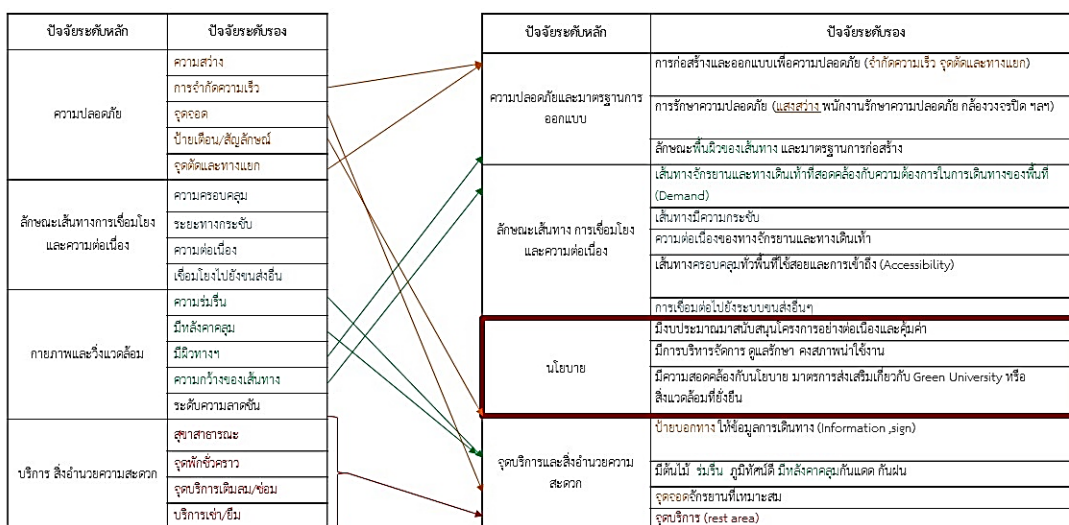 ปัจจัยระดับหลัก
ปัจจัยระดับรอง
ความปลอดภัย
ความสว่าง
การจำกัดความเร็ว
จุดจอด
ป้ายเตือน/สัญลักษณ์
จุดตัดและทางแยก
ลักษณะเส้นทางการเชื่อมโยง
และความต่อเนื่อง
ความครอบคลุม
ระยะทางกระชับ
ความต่อเนื่อง
เชื่อมโยงไปยังขนส่งอื่น
กายภาพและวิ่งแวดล้อม
ความร่มรื่น
มีหลังคาคลุม
มีผิวทางฯ
ความกว้างของเส้นทาง
ระดับความลาดชัน
บริการ สิ่งอำนวยความสะดวก
สุขาสาธารณะ
จุดพักชั่วคราว
จุดบริการเติมลม/ซ่อม
บริการเช่า/ยืม
ปัจจัยระดับหลัก
ปัจจัยระดับรอง
ความปลอดภัยและมาตรฐานการ
ออกแบบ
การก่อสร้างและออกแบบเพื่อความปลอดภัย (จำกัดความเร็ว จุดตัดและทางแยก)
การรักษาความปลอดภัย (แสงสว่าง พนักงานรักษาความปลอดภัย กล้องวงจรปิด ฯลฯ)
ลักษณะพื้นผิวของเส้นทาง และมาตรฐานการก่อสร้าง
ลักษณะเส้นทาง การเชื่อมโยง
และความต่อเนื่อง
เส้นทางจักรยานและทางเดินเท้าที่สอดคล้องกับความต้องการในการเดินทางของพื้นที่
(Demand)
เส้นทางมีความกระชับ
ความต่อเนื่องของทางจักรยานและทางเดินเท้า
เส้นทางครอบคลุมทั่วพื้นที่ใช้สอยและการเข้าถึง (Accessibility)
การเชื่อมต่อไปยังระบบขนส่งอื่นๆ
นโยบาย
มีงบประมาณมาสนับสนุนโครงการอย่างต่อเนื่องและคุ้มค่า
มีการบริหารจัดการ ดูแลรักษา คงสภาพน่าใช้งาน
มีความสอดคล้องกับนโยบาย มาตรการส่งเสริมเกี่ยวกับ Green University หรือ
สิ่งแวดล้อมที่ยั่งยืน
จุดบริการและสิ่งอำนวยความ
สะดวก
ป้ายบอกทาง ให้ข้อมูลการเดินทาง (Information ,sign)
มีต้นไม้ ร่มรื่น ภูมิทัศน์ดี มีหลังคาคลุมกันแดด กันฝน
จุดจอดจักรยานที่เหมาะสม
จุดบริการ (rest area)